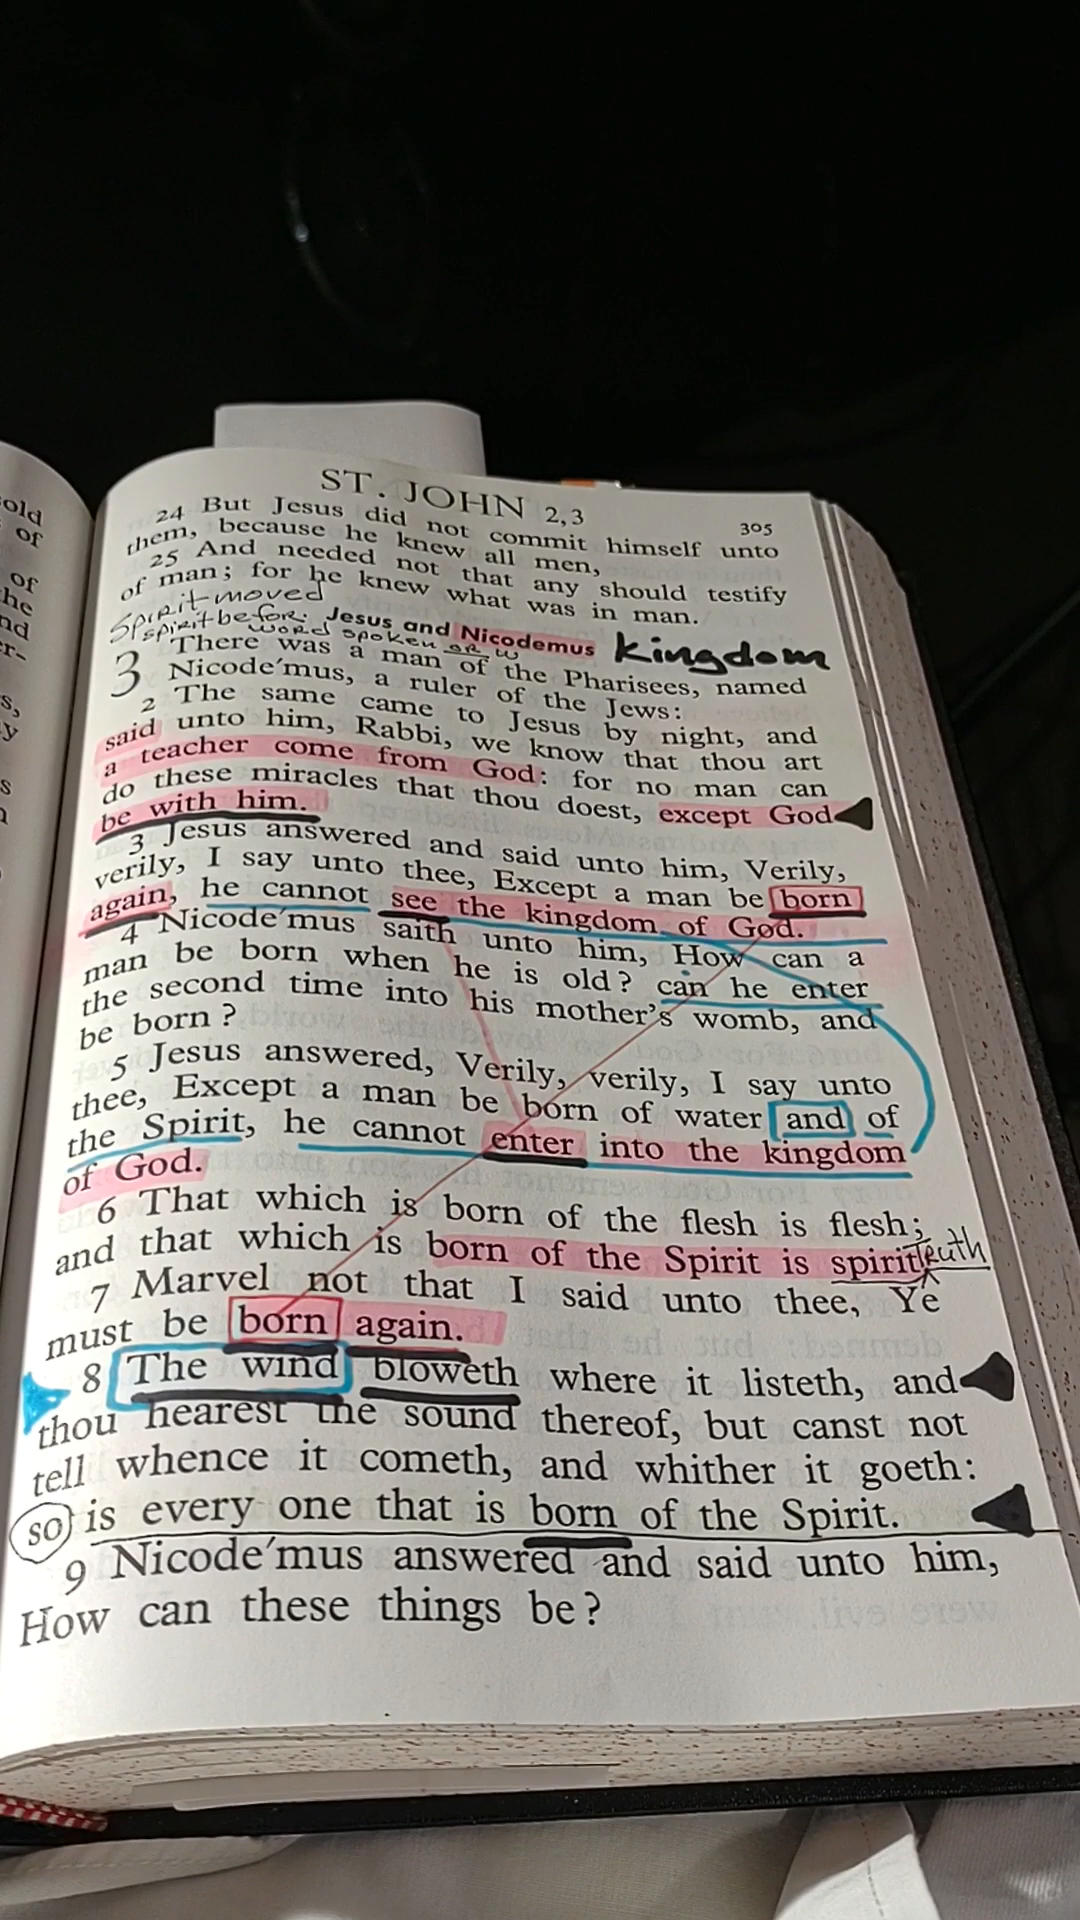 old
of
of
he
nd
er-
s,
y
s
ST. JOHN 2,3
305
24 But Jesus did not commit himself unto
them, because he knew all men,
25 And needed not that any should testify
of man; for he knew what was in man.
Spirit moved
spirit before
word spoken
Jesus and Nicodemus
kingdom
3 There was a man of the Pharisees, named
Nicode′mus, a ruler of the Jews:
2 The same came to Jesus by night, and
said unto him, Rabbi, we know that thou art
a teacher come from God: for no man can
do these miracles that thou doest, except God
be with him.
3 Jesus answered and said unto him, Verily,
verily, I say unto thee, Except a man be born
again, he cannot see the kingdom of God.
4 Nicode′mus saith unto him, How can a
man be born when he is old? can he enter
the second time into his mother's womb, and
be born?
5 Jesus answered, Verily, verily, I say unto
thee, Except a man be born of water and of
the Spirit, he cannot enter into the kingdom
of God.
6 That which is born of the flesh is flesh;
and that which is born of the Spirit is spirit.
truth
7 Marvel not that I said unto thee, Ye
must be born again.
8 The wind bloweth where it listeth, and
thou hearest the sound thereof, but canst not
tell whence it cometh, and whither it goeth:
so is every one that is born of the Spirit.
9 Nicode′mus answered and said unto him,
How can these things be?